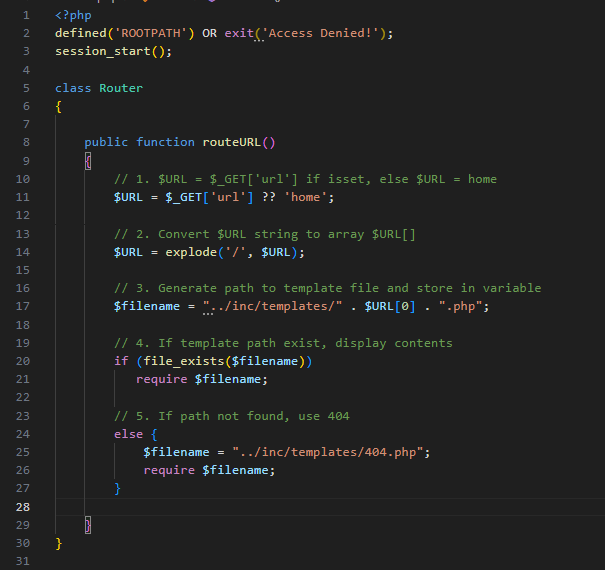 1 <?php
2 defined('ROOTPATH') OR exit('Access Denied!');
3 session_start();
4
5 class Router
6 {
7
8 public function routeURL()
9 {
10 // 1. $URL = $_GET['url'] if isset, else $URL = home
11 $URL = $_GET['url'] ?? 'home';
12
13 // 2. Convert $URL string to array $URL[]
14 $URL = explode('/', $URL);
15
16 // 3. Generate path to template file and store in variable
17 $filename = "../inc/templates/" . $URL[0] . ".php";
18
19 // 4. If template path exist, display contents
20 if (file_exists($filename))
21 require $filename;
22
23 // 5. If path not found, use 404
24 else {
25 $filename = "../inc/templates/404.php";
26 require $filename;
27 }
28
29 }
30 }
31